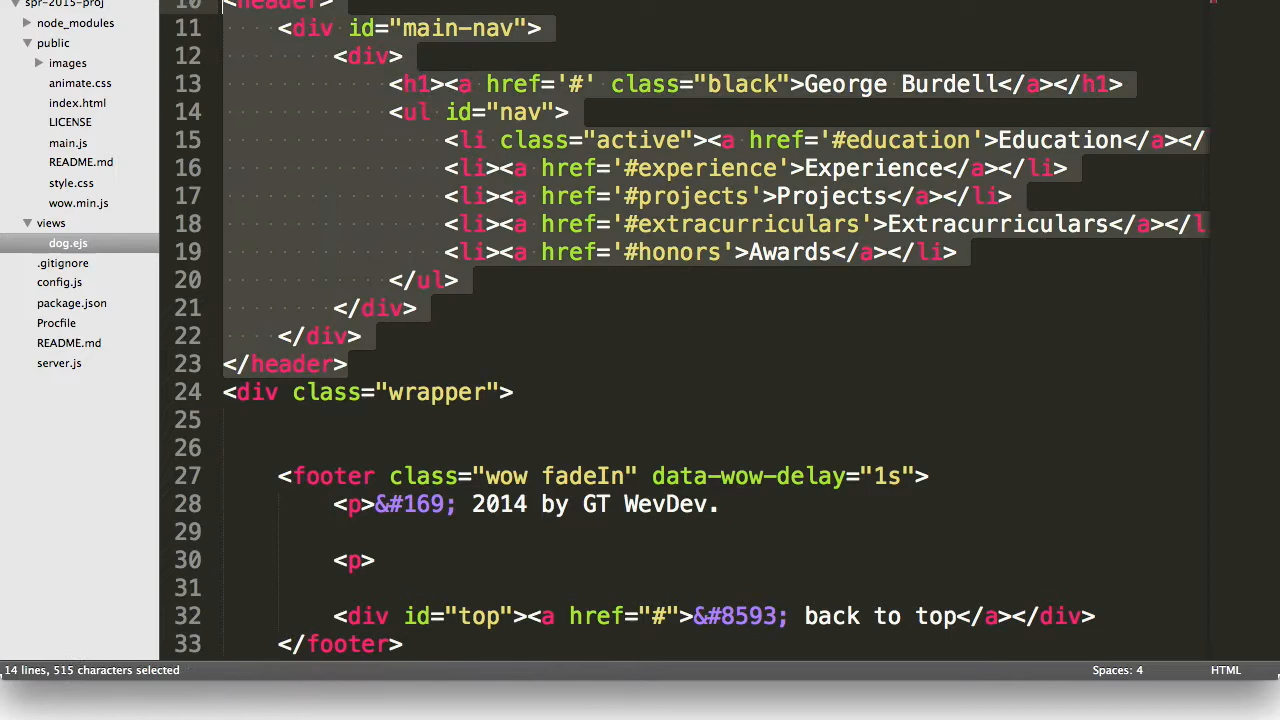 spr-2015-proj
node_modules
public
images
animate.css
index.html
LICENSE
main.js
README.md
style.css
wow.min.js
views
dog.ejs
.gitignore
config.js
package.json
Procfile
README.md
server.js
10 <header>
11 <div id="main-nav">
12 <div>
13 <h1><a href='#' class="black">George Burdell</a></h1>
14 <ul id="nav">
15 <li class="active"><a href='#education'>Education</a></
16 <li><a href='#experience'>Experience</a></li>
17 <li><a href='#projects'>Projects</a></li>
18 <li><a href='#extracurriculars'>Extracurriculars</a></l
19 <li><a href='#honors'>Awards</a></li>
20 </ul>
21 </div>
22 </div>
23 </header>
24 <div class="wrapper">
25
26
27 <footer class="wow fadeIn" data-wow-delay="1s">
28 <p>&#169; 2014 by GT WevDev.
29
30 <p>
31
32 <div id="top"><a href="#">&#8593; back to top</a></div>
33 </footer>
14 lines, 515 characters selected
Spaces: 4
HTML